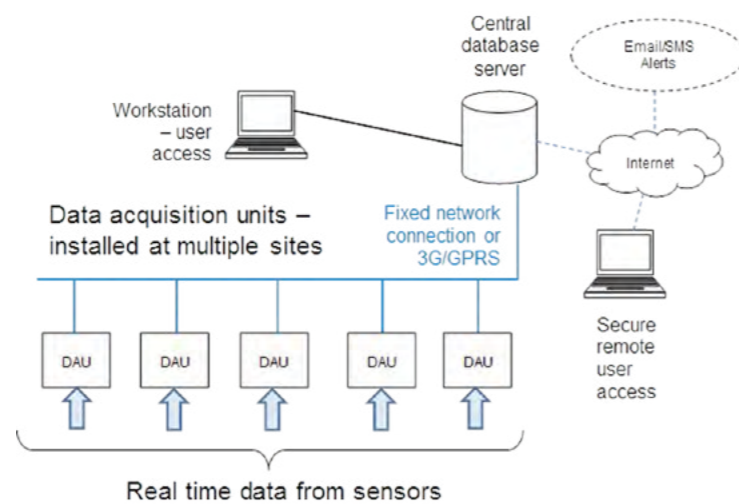 Central
database
server
Email/SMS
Alerts
Workstation
– user
access
Internet
Data acquisition units –
installed at multiple sites
Fixed network
connection or
3G/GPRS
DAU
DAU
DAU
DAU
DAU
Secure
remote
user
access
Real time data from sensors